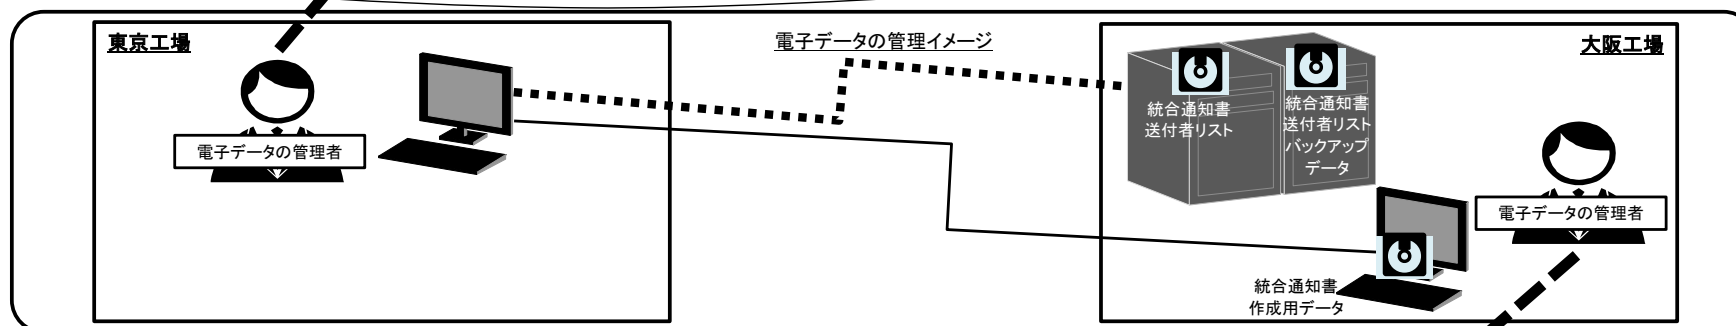 東京工場
電子データの管理イメージ
大阪工場
電子データの管理者
統合通知書
送付者リスト
統合通知書
送付者リスト
バックアップ
データ
電子データの管理者
統合通知書
作成用データ